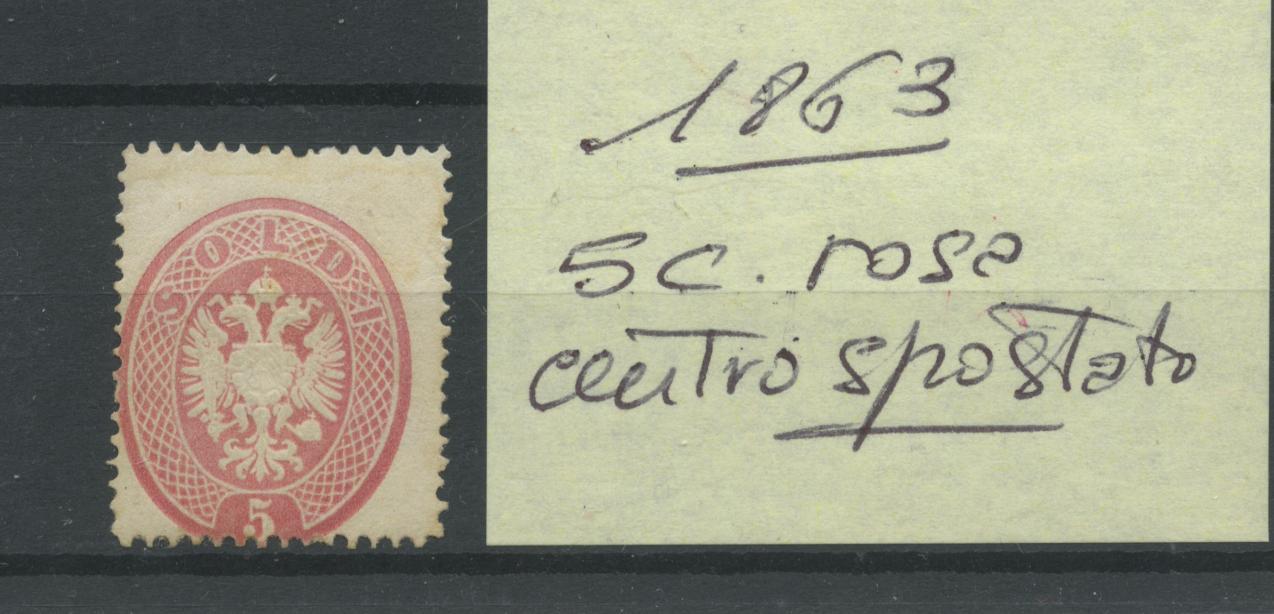 SOLDI
5
1863
5c. rosa
centro spostato